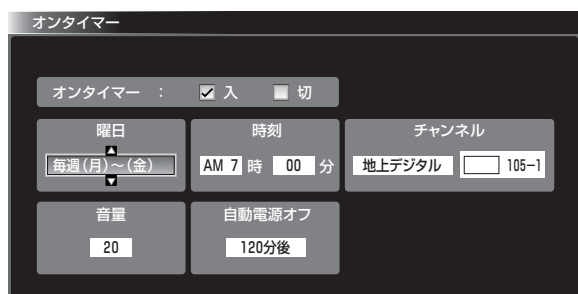 オンタイマー
オンタイマー : 入 切
曜日
毎週(月)~(金)
時刻
AM 7 時 00 分
チャンネル
地上デジタル 105-1
音量
20
自動電源オフ
120分後